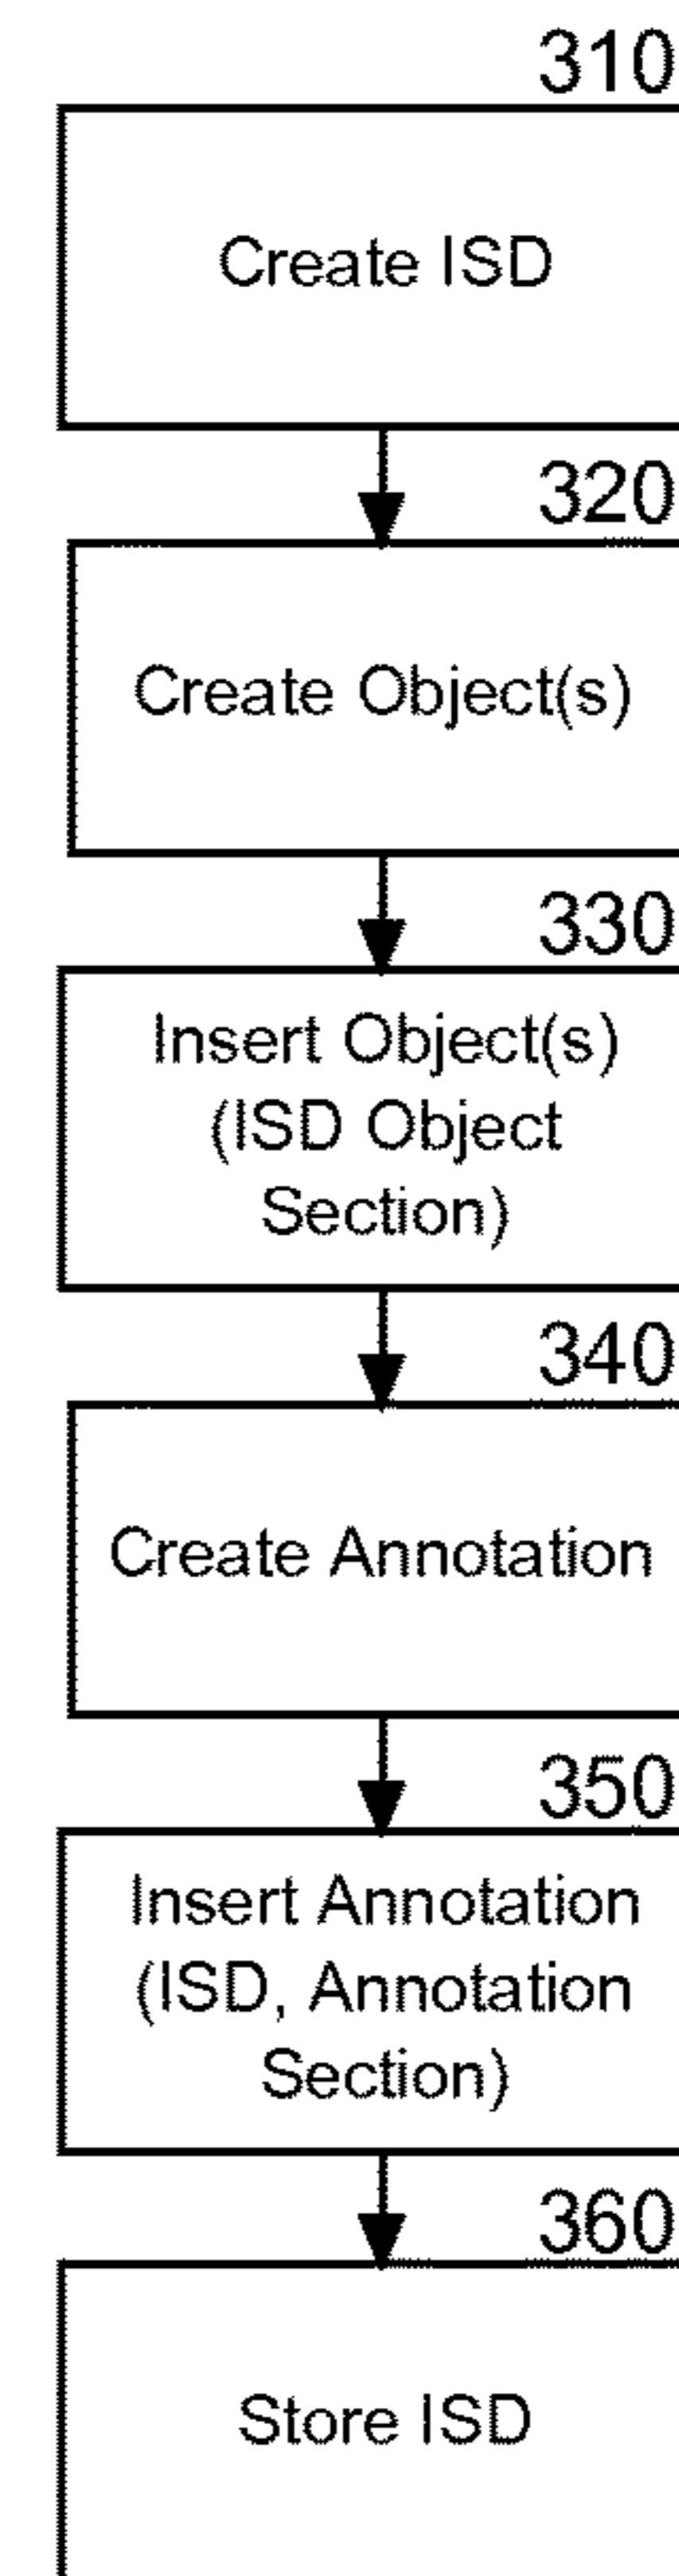 310
Create ISD
320
Create Object(s)
330
Insert Object(s)
(ISD Object
Section)
340
Create Annotation
350
Insert Annotation
(ISD, Annotation
Section)
360
Store ISD